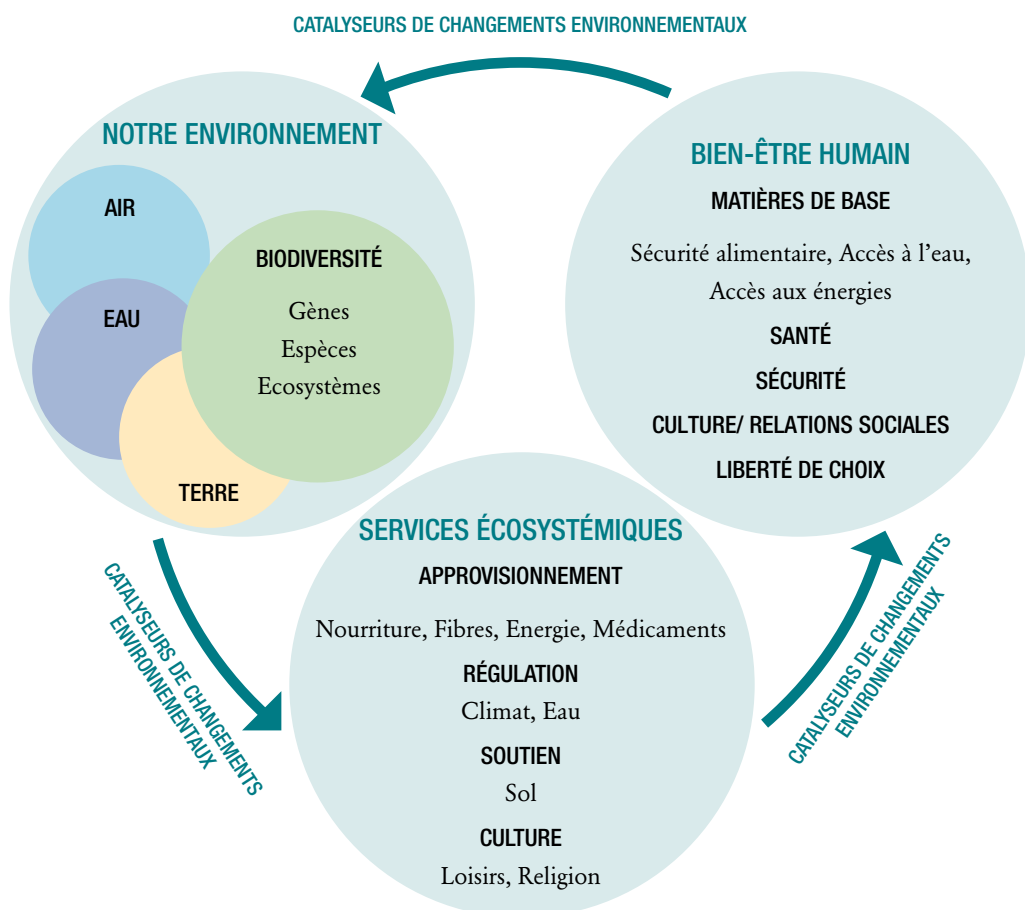 CATALYSEURS DE CHANGEMENTS ENVIRONNEMENTAUX
NOTRE ENVIRONNEMENT
AIR
EAU
TERRE
BIODIVERSITÉ
Gènes
Espèces
Ecosystèmes
BIEN-ÊTRE HUMAIN
MATIÈRES DE BASE
Sécurité alimentaire, Accès à l’eau,
Accès aux énergies
SANTÉ
SÉCURITÉ
CULTURE/ RELATIONS SOCIALES
LIBERTÉ DE CHOIX
CATALYSEURS DE CHANGEMENTS
ENVIRONNEMENTAUX
SERVICES ÉCOSYSTÉMIQUES
APPROVISIONNEMENT
Nourriture, Fibres, Energie, Médicaments
RÉGULATION
Climat, Eau
SOUTIEN
Sol
CULTURE
Loisirs, Religion
CATALYSEURS DE CHANGEMENTS
ENVIRONNEMENTAUX